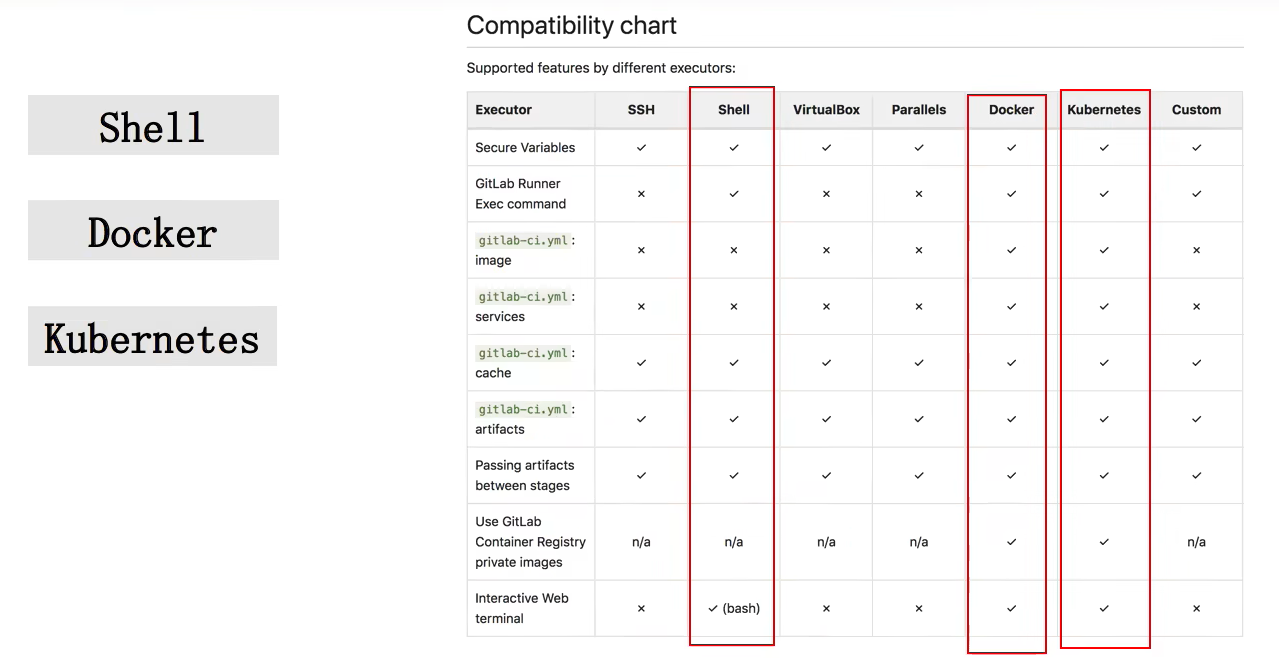 Shell
Docker
Kubernetes
Compatibility chart
Supported features by different executors:
Executor SSH Shell VirtualBox Parallels Docker Kubernetes Custom
Secure Variables ✓ ✓ ✓ ✓ ✓ ✓ ✓
GitLab Runner
Exec command × ✓ × × ✓ ✓ ✓
gitlab-ci.yml:
image × × × × ✓ ✓ ×
gitlab-ci.yml:
services × × × × ✓ ✓ ×
gitlab-ci.yml:
cache ✓ ✓ ✓ ✓ ✓ ✓ ✓
gitlab-ci.yml:
artifacts ✓ ✓ ✓ ✓ ✓ ✓ ✓
Passing artifacts
between stages ✓ ✓ ✓ ✓ ✓ ✓ ✓
Use GitLab
Container Registry n/a n/a n/a n/a ✓ ✓ n/a
private images
Interactive Web
terminal × ✓ (bash) × × ✓ ✓ ×